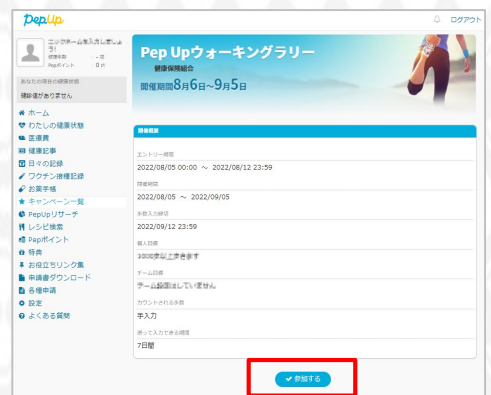 PepUp
ログアウト
ニックネームを入力しましょう!
健康年齢 - 歳
Pepポイント 0 pt
あなたの現在の健康状態
健診値がありません
ホーム
わたしの健康状態
医療費
健康記事
日々の記録
ワクチン接種記録
お薬手帳
キャンペーン一覧
PepUpリサーチ
レシピ検索
Pepポイント
特典
お役立ちリンク集
申請書ダウンロード
各種申請
設定
よくある質問
Pep Upウォーキングラリー
健康保険組合
開催期間8月6日~9月5日
開催概要
エントリー期間
2022/08/05 00:00 ~ 2022/08/12 23:59
開催期間
2022/08/05 ~ 2022/09/05
歩数入力締切
2022/09/12 23:59
個人目標
チーム目標
チーム設置はしていません
カウントされる歩数
手入力
遡って入力できる期間
7日間
参加する